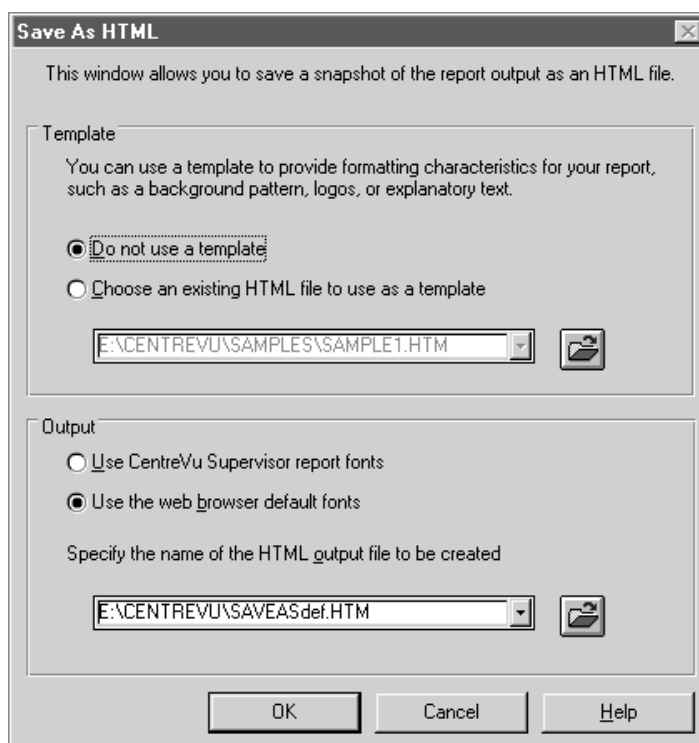 Save As HTML
This window allows you to save a snapshot of the report output as an HTML file.
Template
You can use a template to provide formatting characteristics for your report,
such as a background pattern, logos, or explanatory text.
Do not use a template
Choose an existing HTML file to use as a template
E:\CENTREVU\SAMPLES\SAMPLE1.HTM
Output
Use CentreVu Supervisor report fonts
Use the web browser default fonts
Specify the name of the HTML output file to be created
E:\CENTREVU\SAVEASdef.HTM
OK Cancel Help